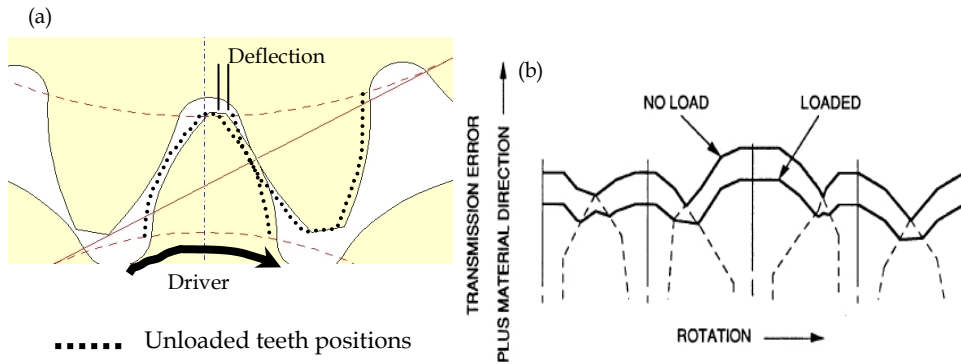 (a)
Deflection
Driver
Unloaded teeth positions
(b)
NO LOAD
LOADED
TRANSMISSION ERROR
PLUS MATERIAL DIRECTION
ROTATION